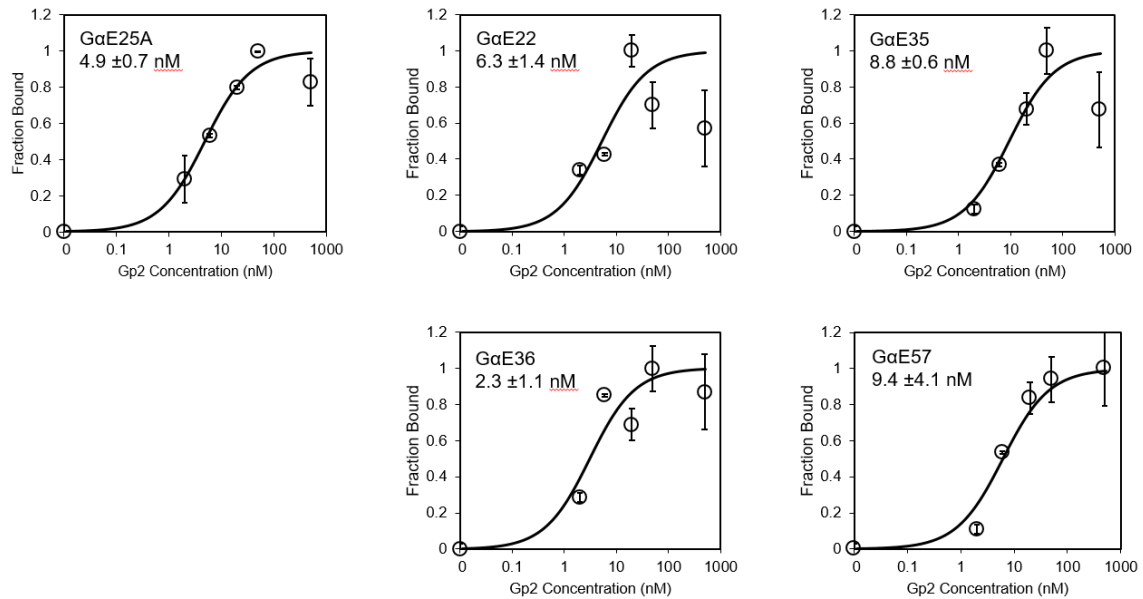 GαE25A
4.9 ±0.7 nM
Fraction Bound
1.2
1
0.8
0.6
0.4
0.2
0
0 0.1 1 10 100 1000
Gp2 Concentration (nM)
GαE22
6.3 ±1.4 nM
Fraction Bound
1.2
1
0.8
0.6
0.4
0.2
0
0 0.1 1 10 100 1000
Gp2 Concentration (nM)
GαE35
8.8 ±0.6 nM
Fraction Bound
1.2
1
0.8
0.6
0.4
0.2
0
0 0.1 1 10 100 1000
Gp2 Concentration (nM)
GαE36
2.3 ±1.1 nM
Fraction Bound
1.2
1
0.8
0.6
0.4
0.2
0
0 0.1 1 10 100 1000
Gp2 Concentration (nM)
GαE57
9.4 ±4.1 nM
Fraction Bound
1.2
1
0.8
0.6
0.4
0.2
0
0 0.1 1 10 100 1000
Gp2 Concentration (nM)